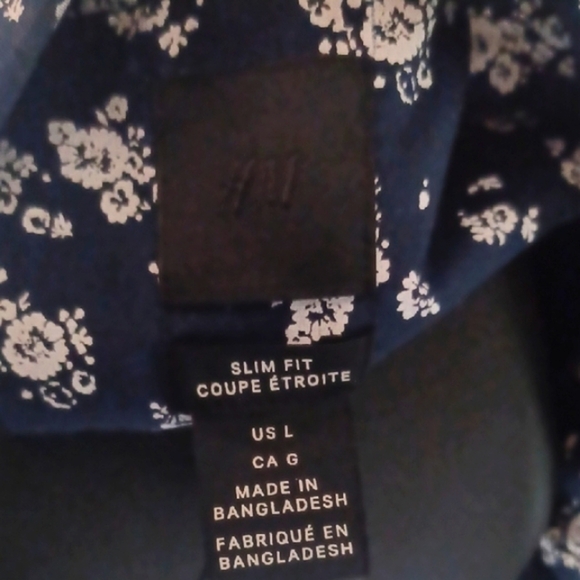 SLIM FIT
COUPE ÉTROITE
US L
CA G
MADE IN
BANGLADESH
FABRIQUÉ EN
BANGLADESH